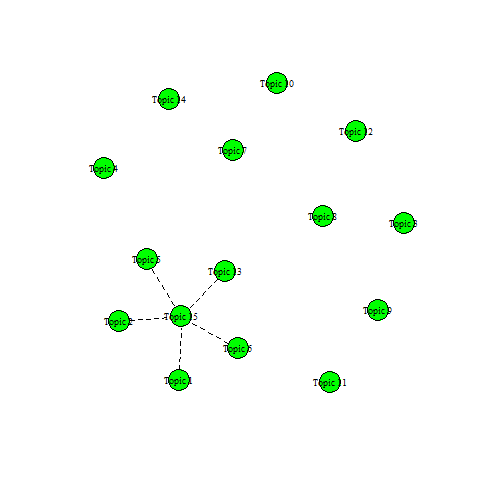 Topic 10
Topic 14
Topic 12
Topic 7
Topic 4
Topic 8
Topic 3
Topic 5
Topic 13
Topic 9
Topic 15
Topic 2
Topic 6
Topic 1
Topic 11